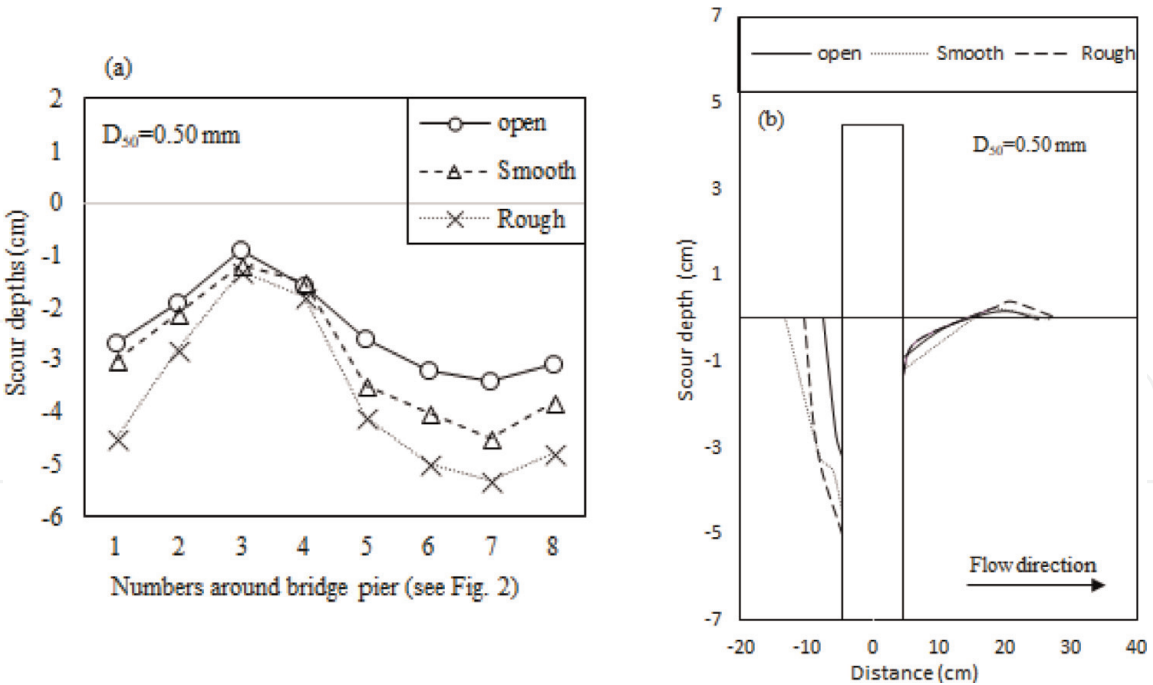 (a)
2
1
0
-1
-2
-3
-4
-5
-6
Scour depths (cm)
D50=0.50 mm
open
Smooth
Rough
1 2 3 4 5 6 7 8
Numbers around bridge pier (see Fig. 2)
7
5
3
1
-1
-3
-5
-7
Scour depth (cm)
open Smooth Rough
(b)
D50=0.50 mm
Flow direction
-20 -10 0 10 20 30 40
Distance (cm)